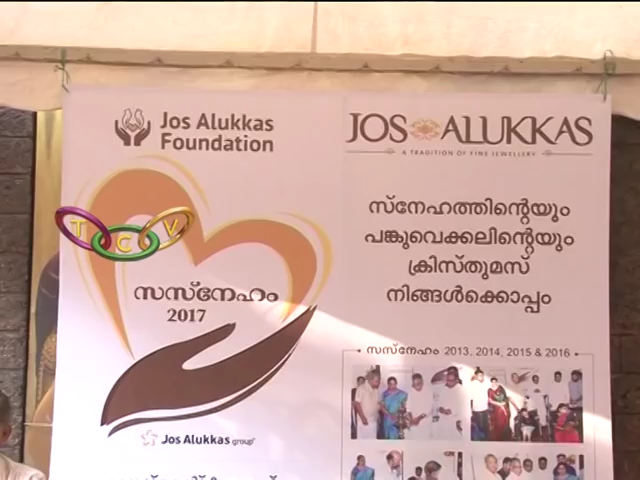 Jos Alukkas
Foundation
JOS ALUKKAS
A TRADITION OF FINE JEWELLERY
T C V
സസ്നേഹം
2017
Jos Alukkas group
സ്നേഹത്തിന്റെയും
പങ്കുവെക്കലിന്റെയും
ക്രിസ്തുമസ്
നിങ്ങൾക്കൊപ്പം
സസ്നേഹം 2013, 2014, 2015 & 2016